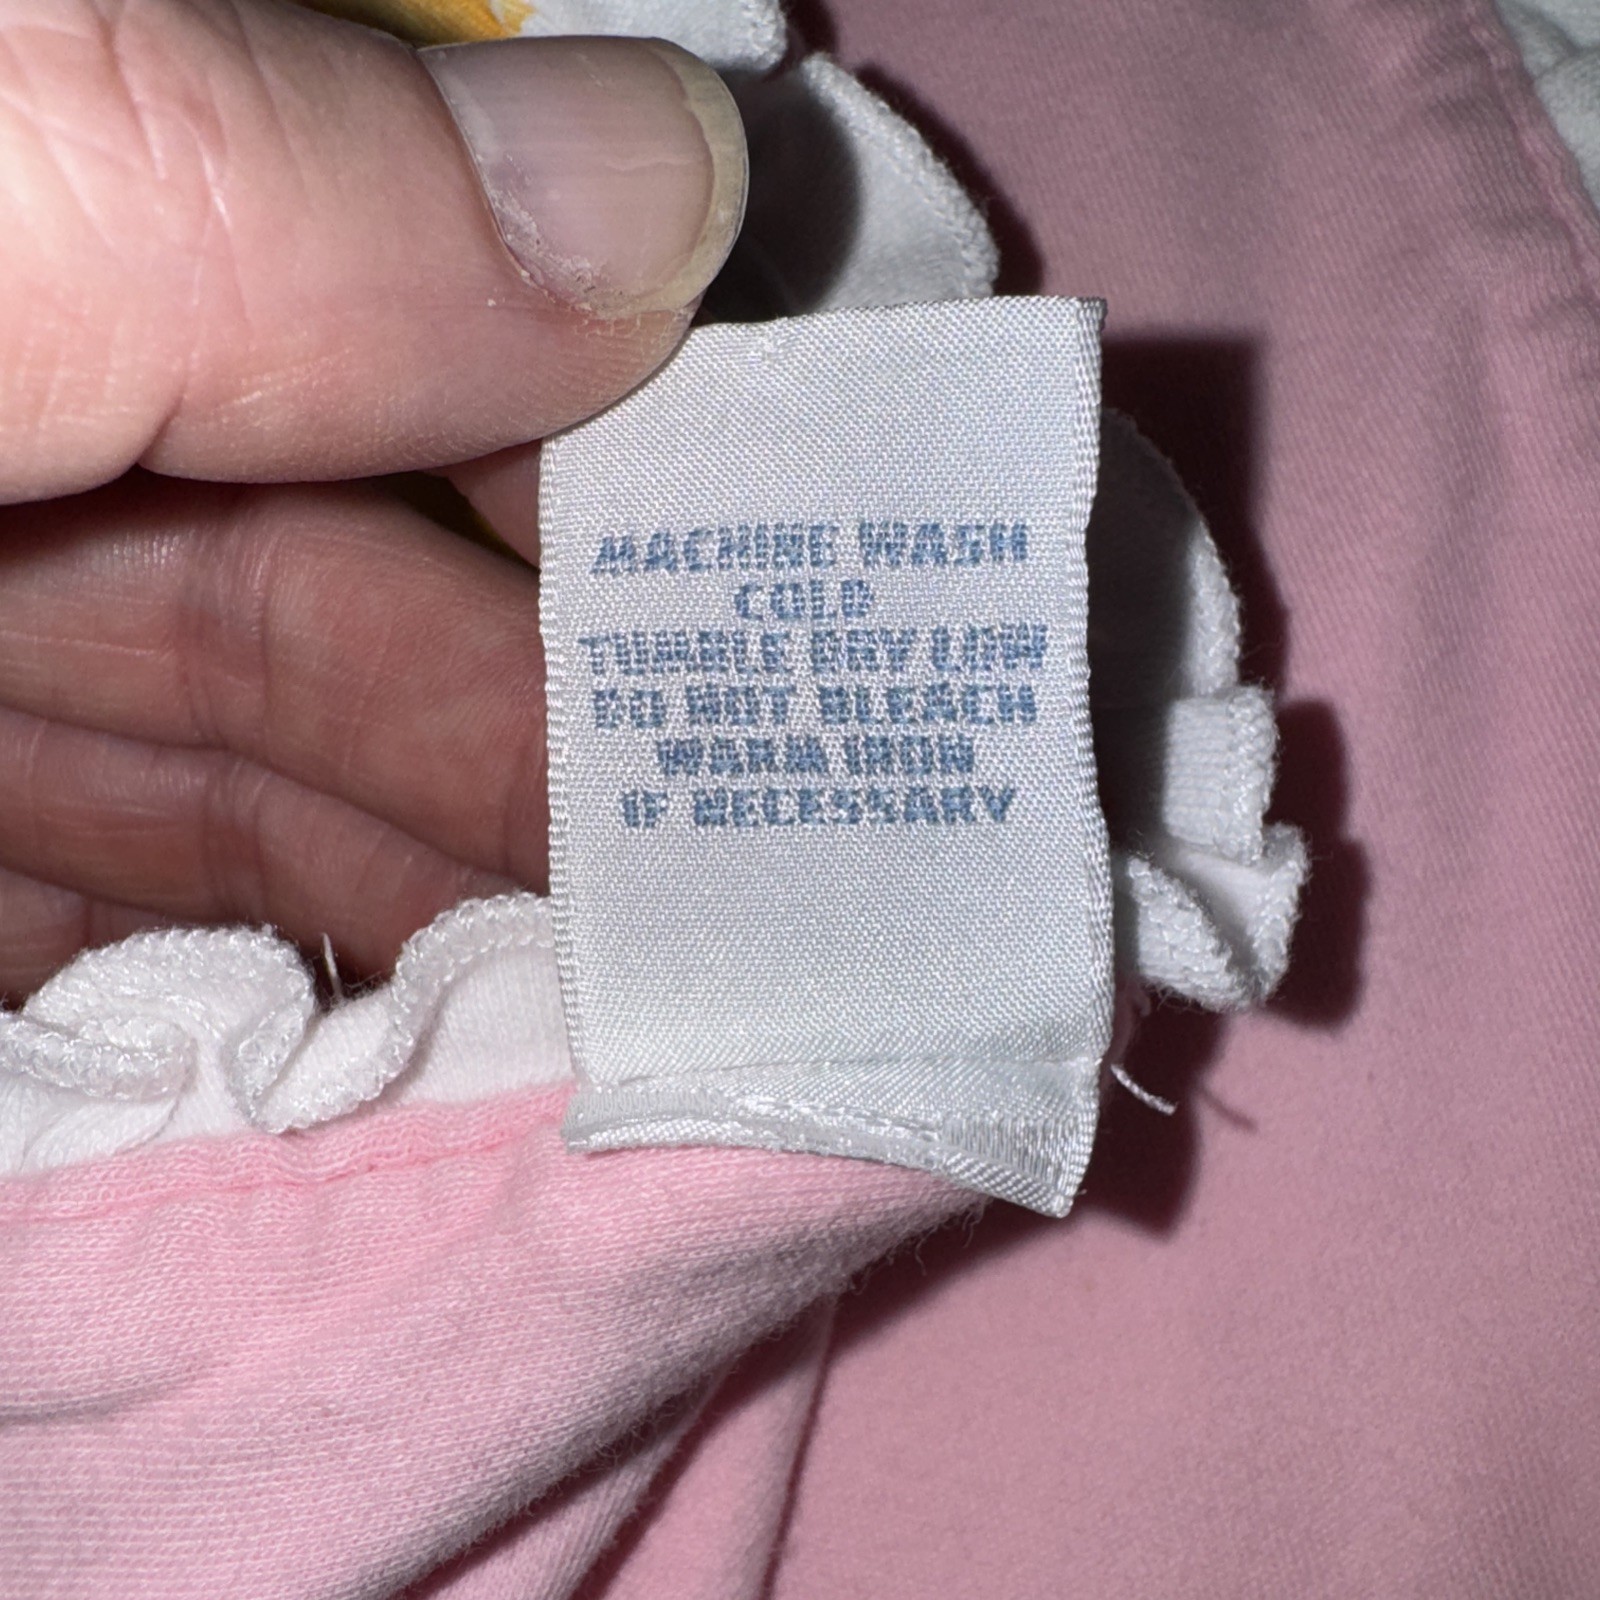 MACHINE WASH
COLD
TUMBLE DRY LOW
DO NOT BLEACH
WARM IRON
IF NECESSARY